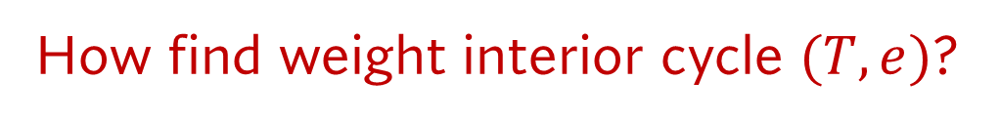 How find weight interior cycle (T, e)?